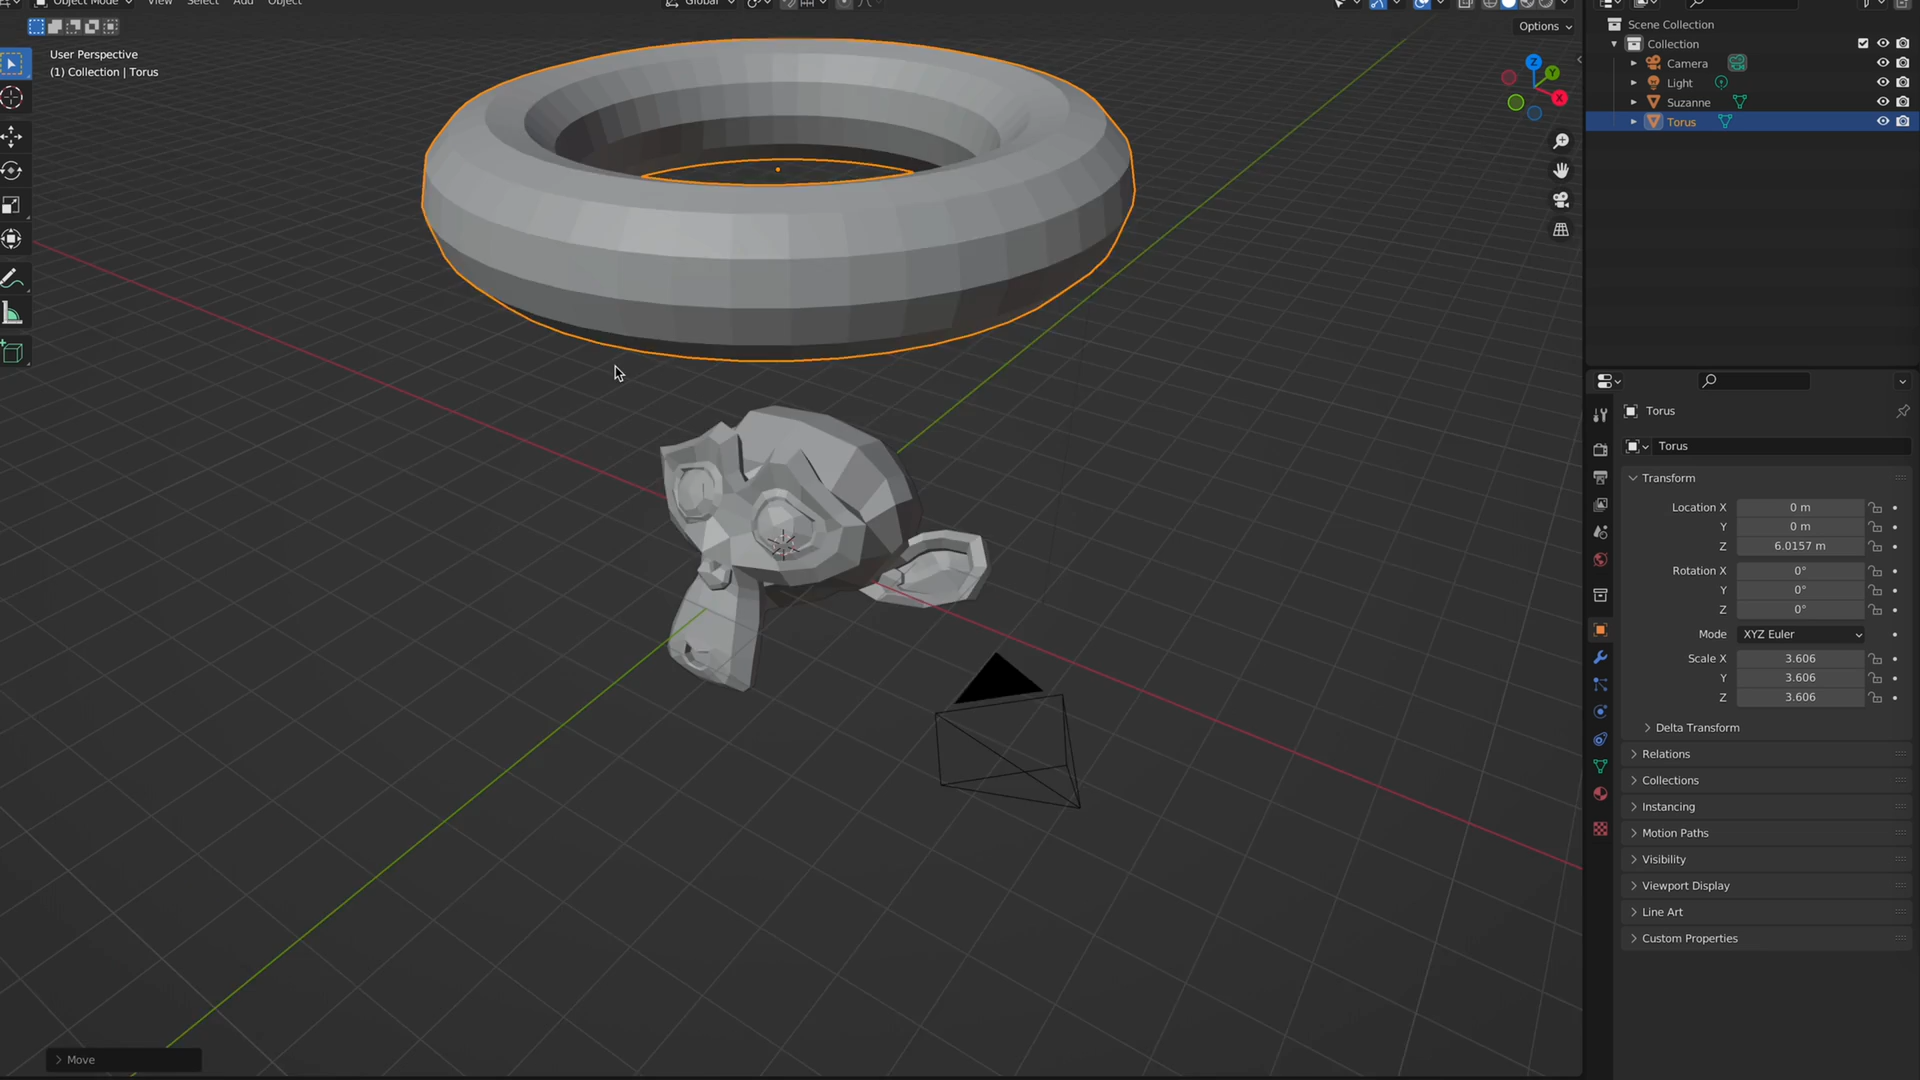 Object Mode
View
Select
Add
Object
Global
Options
User Perspective
(1) Collection | Torus
Z
Y
X
Scene Collection
Collection
Camera
Light
Suzanne
Torus
Torus
Torus
Transform
Location X 0 m
Y 0 m
Z 6.0157 m
Rotation X 0°
Y 0°
Z 0°
Mode XYZ Euler
Scale X 3.606
Y 3.606
Z 3.606
Delta Transform
Relations
Collections
Instancing
Motion Paths
Visibility
Viewport Display
Line Art
Custom Properties
Move